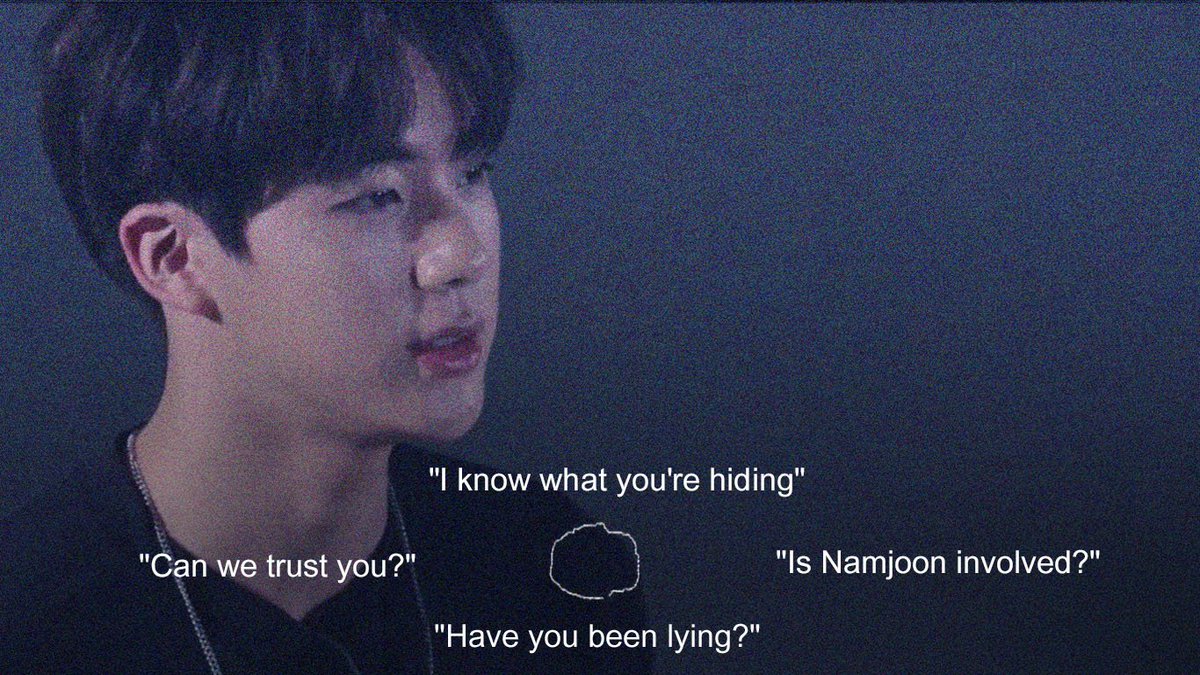 "I know what you're hiding"
"Can we trust you?"
"Is Namjoon involved?"
"Have you been lying?"